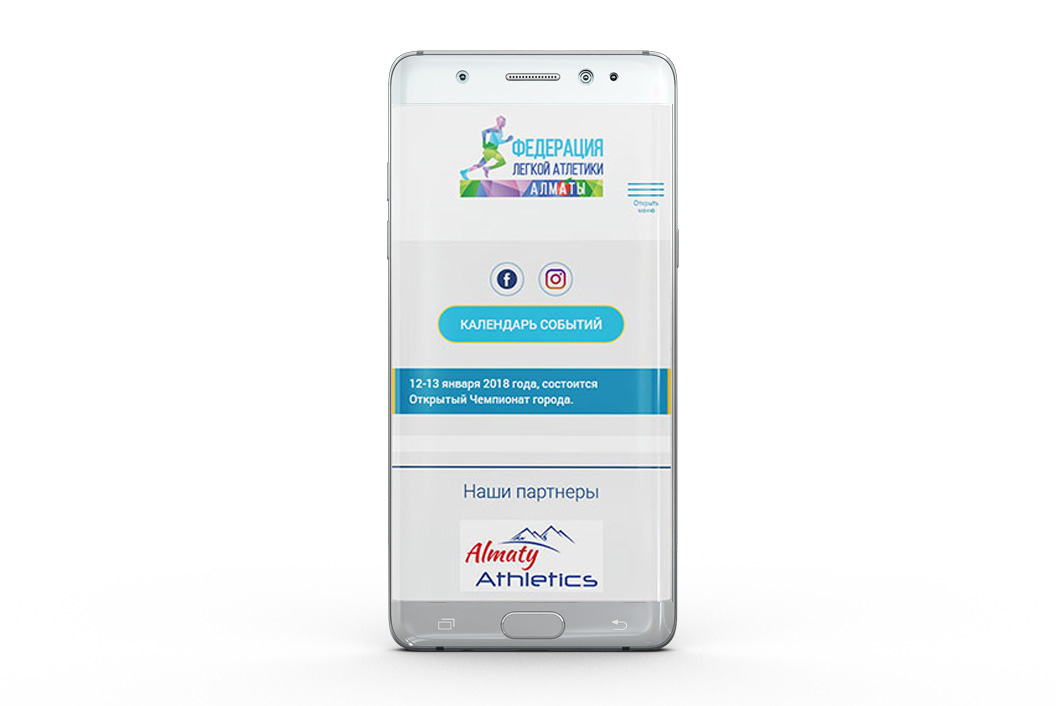 ФЕДЕРАЦИЯ
ЛЕГКОЙ АТЛЕТИКИ
АЛМАТЫ
Открыть
меню
КАЛЕНДАРЬ СОБЫТИЙ
12-13 января 2018 года, состоится
Открытый Чемпионат города.
Наши партнеры
Almaty
Athletics